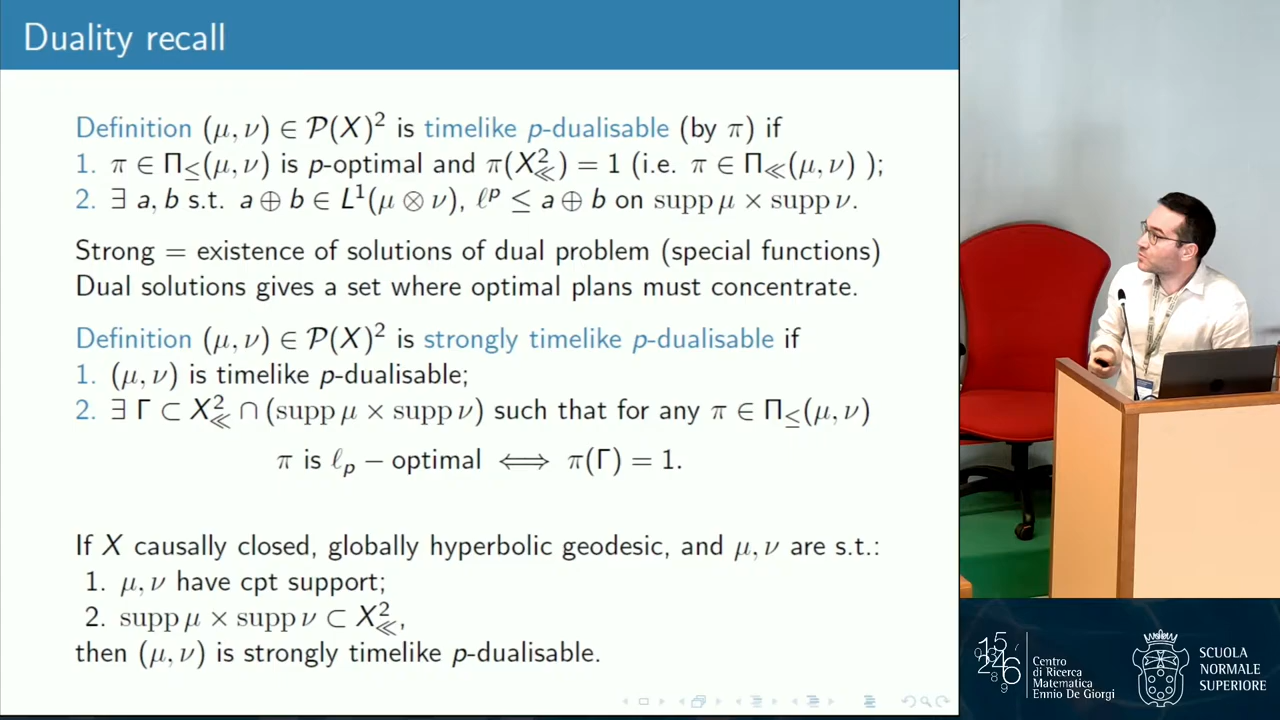 Duality recall
Definition (μ, ν) ∈ P(X)² is timelike p-dualisable (by π) if
1. π ∈ Π≤(μ, ν) is p-optimal and π(X²≪) = 1 (i.e. π ∈ Π≪(μ, ν) );
2. ∃ a, b s.t. a ⊕ b ∈ L¹(μ ⊗ ν), ℓᵖ ≤ a ⊕ b on supp μ × supp ν.
Strong = existence of solutions of dual problem (special functions)
Dual solutions gives a set where optimal plans must concentrate.
Definition (μ, ν) ∈ P(X)² is strongly timelike p-dualisable if
1. (μ, ν) is timelike p-dualisable;
2. ∃ Γ ⊂ X²≪ ∩ (supp μ × supp ν) such that for any π ∈ Π≤(μ, ν)
π is ℓₚ − optimal ⟺ π(Γ) = 1.
If X causally closed, globally hyperbolic geodesic, and μ, ν are s.t.:
1. μ, ν have cpt support;
2. supp μ × supp ν ⊂ X²≪,
then (μ, ν) is strongly timelike p-dualisable.
Centro
di Ricerca
Matematica
Ennio De Giorgi
SCUOLA
NORMALE
SUPERIORE